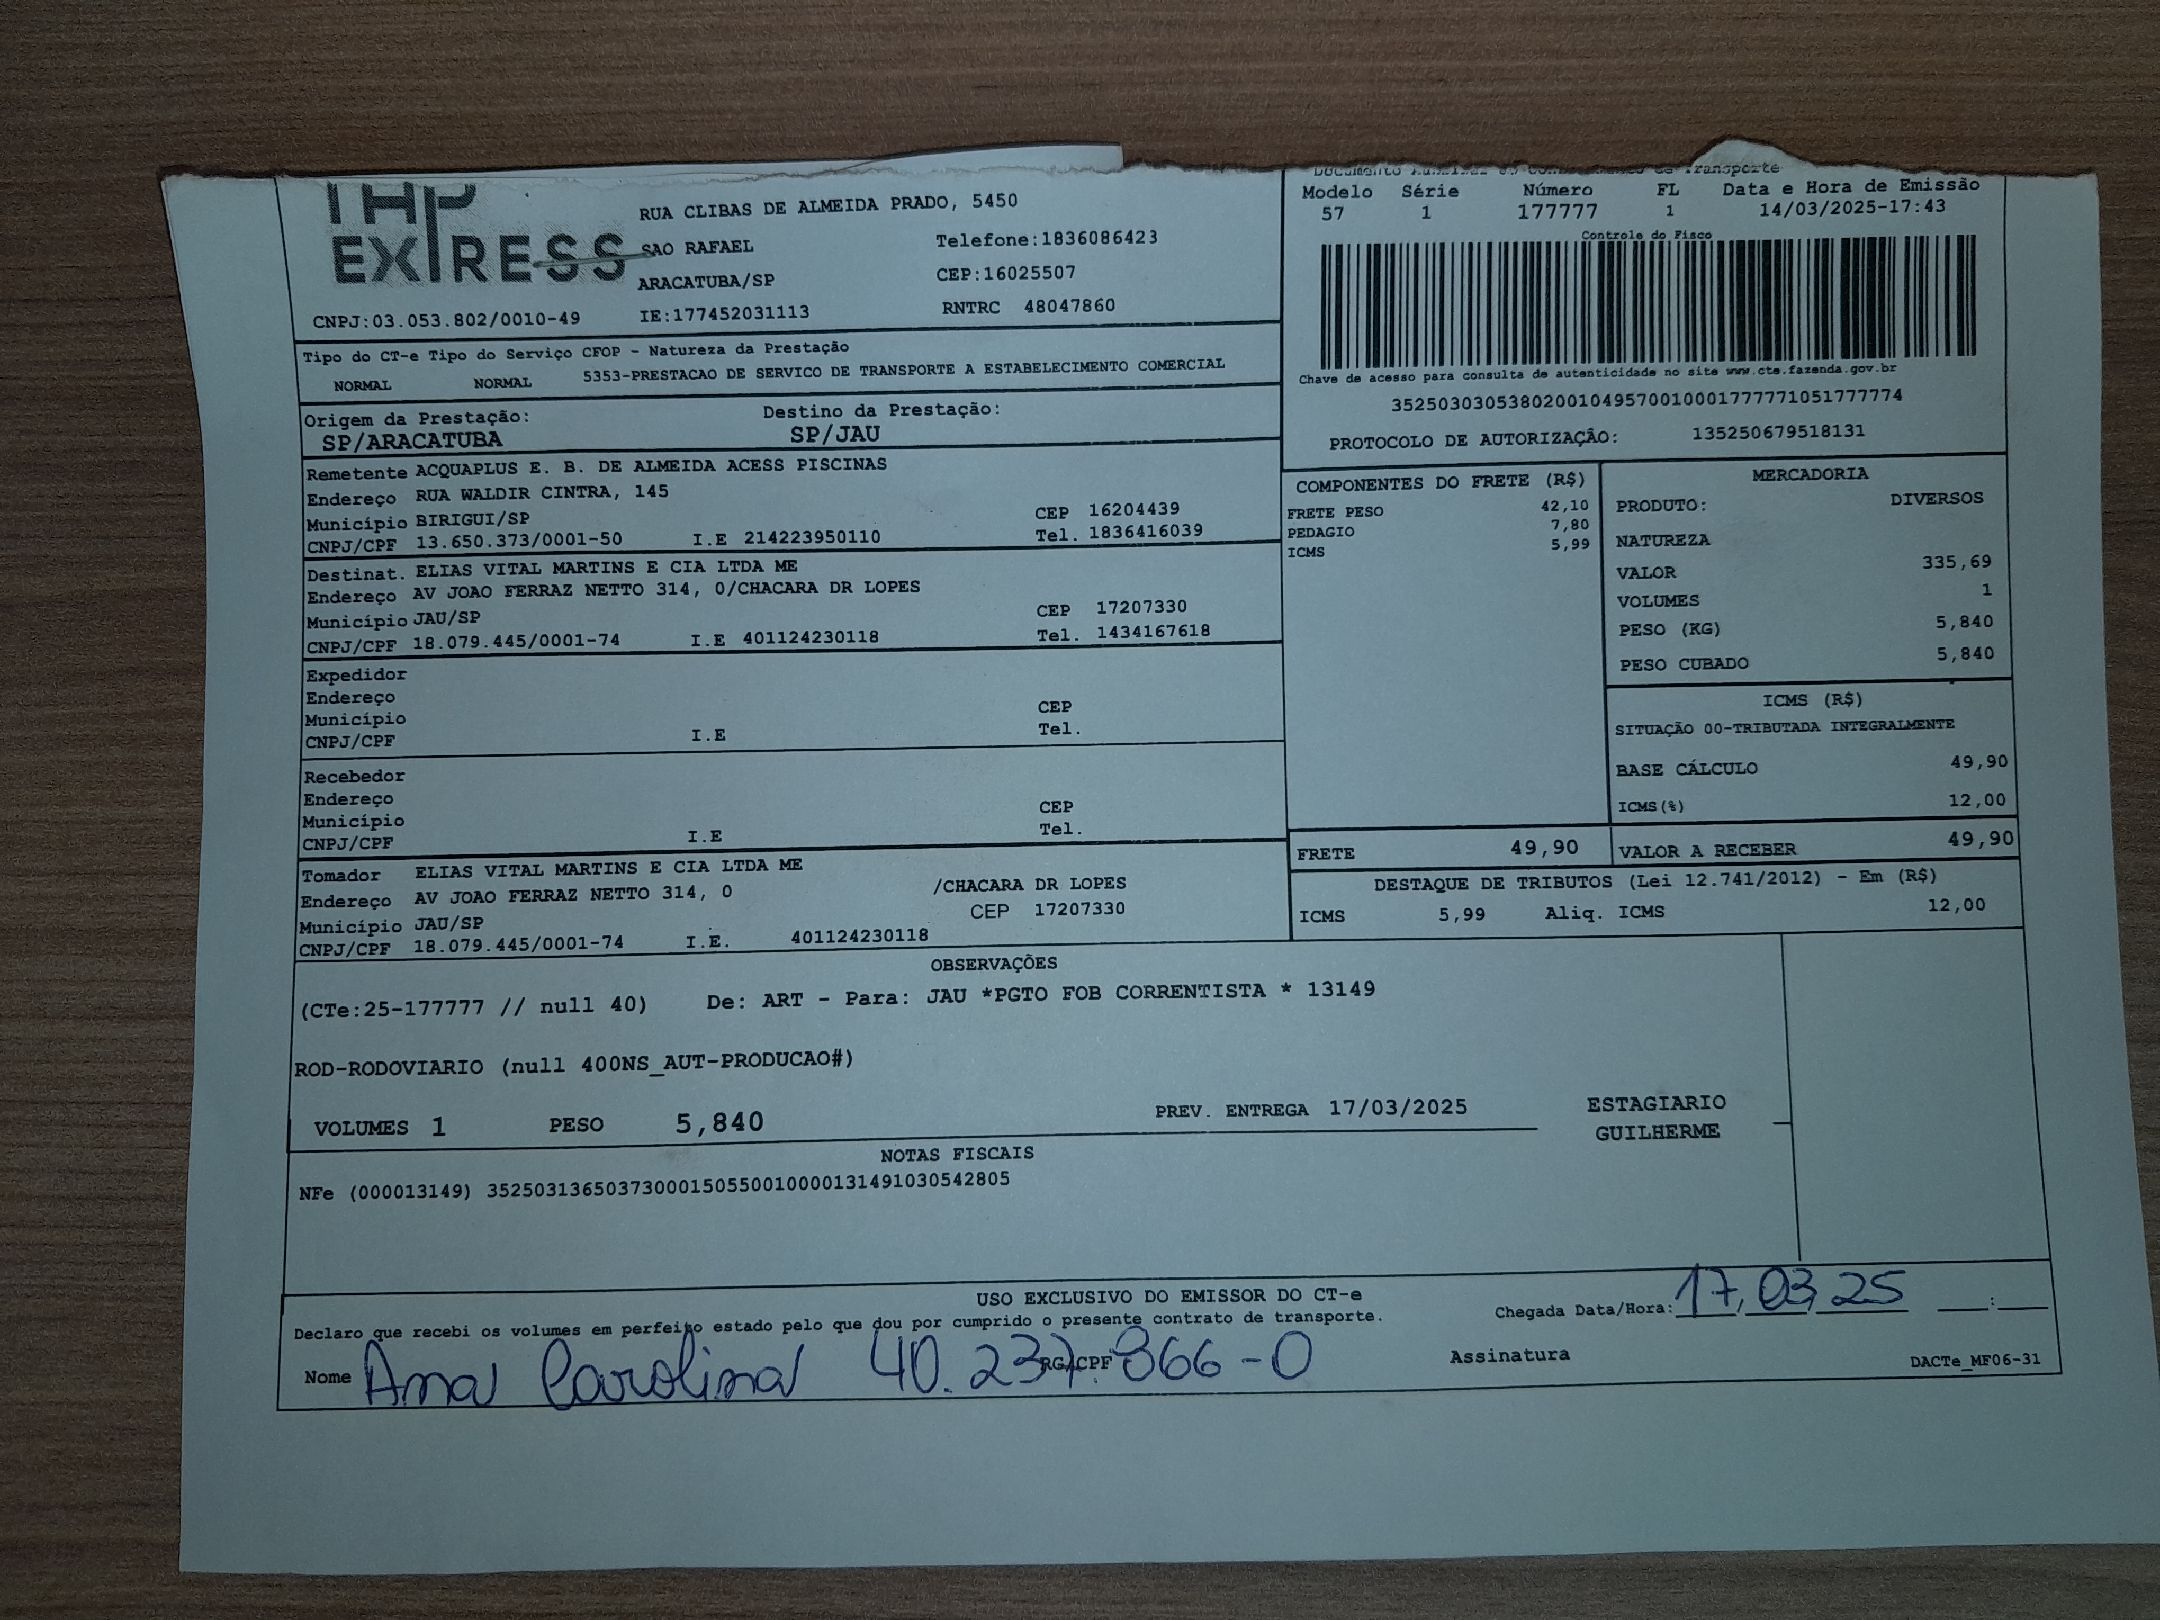 EXPRESS
CNPJ:03.053.802/0010-49
RUA CLIBAS DE ALMEIDA PRADO, 5450
SAO RAFAEL Telefone:1836086423
ARACATUBA/SP CEP:16025507
IE:177452031113 RNTRC 48047860
Transporte
Modelo Série Número FL Data e Hora de Emissão
57 1 177777 1 14/03/2025-17:43
Controle do Fisco
Chave de acesso para consulta de autenticidade no site www.cte.fazenda.gov.br
35250303053802001049570010001777771051777774
PROTOCOLO DE AUTORIZAÇÃO: 135250679518131
Tipo do CT-e Tipo do Serviço CFOP - Natureza da Prestação
NORMAL NORMAL 5353-PRESTACAO DE SERVICO DE TRANSPORTE A ESTABELECIMENTO COMERCIAL
Origem da Prestação: Destino da Prestação:
SP/ARACATUBA SP/JAU
Remetente ACQUAPLUS E. B. DE ALMEIDA ACESS PISCINAS
Endereço RUA WALDIR CINTRA, 145
Município BIRIGUI/SP CEP 16204439
CNPJ/CPF 13.650.373/0001-50 I.E 214223950110 Tel. 1836416039
Destinat. ELIAS VITAL MARTINS E CIA LTDA ME
Endereço AV JOAO FERRAZ NETTO 314, 0/CHACARA DR LOPES
Município JAU/SP CEP 17207330
CNPJ/CPF 18.079.445/0001-74 I.E 401124230118 Tel. 1434167618
Expedidor
Endereço
Município CEP
CNPJ/CPF I.E Tel.
Recebedor
Endereço
Município CEP
CNPJ/CPF I.E Tel.
Tomador ELIAS VITAL MARTINS E CIA LTDA ME
Endereço AV JOAO FERRAZ NETTO 314, 0 /CHACARA DR LOPES
Município JAU/SP CEP 17207330
CNPJ/CPF 18.079.445/0001-74 I.E. 401124230118
COMPONENTES DO FRETE (R$)
FRETE PESO 42,10
PEDAGIO 7,80
ICMS 5,99
MERCADORIA
PRODUTO: DIVERSOS
NATUREZA
VALOR 335,69
VOLUMES 1
PESO (KG) 5,840
PESO CUBADO 5,840
ICMS (R$)
SITUAÇÃO 00-TRIBUTADA INTEGRALMENTE
BASE CÁLCULO 49,90
ICMS(%) 12,00
FRETE 49,90 VALOR A RECEBER 49,90
DESTAQUE DE TRIBUTOS (Lei 12.741/2012) - Em (R$)
ICMS 5,99 Aliq. ICMS 12,00
OBSERVAÇÕES
(CTe:25-177777 // null 40) De: ART - Para: JAU *PGTO FOB CORRENTISTA * 13149
ROD-RODOVIARIO (null 400NS_AUT-PRODUCAO#)
VOLUMES 1 PESO 5,840 PREV. ENTREGA 17/03/2025 ESTAGIARIO
GUILHERME
NOTAS FISCAIS
NFe (000013149) 35250313650373000150550010000131491030542805
USO EXCLUSIVO DO EMISSOR DO CT-e
Chegada Data/Hora: 17,03,25 :
Declaro que recebi os volumes em perfeito estado pelo que dou por cumprido o presente contrato de transporte.
Nome Ana Carolina RG/CPF 40.237.866-0 Assinatura DACTe_MF06-31